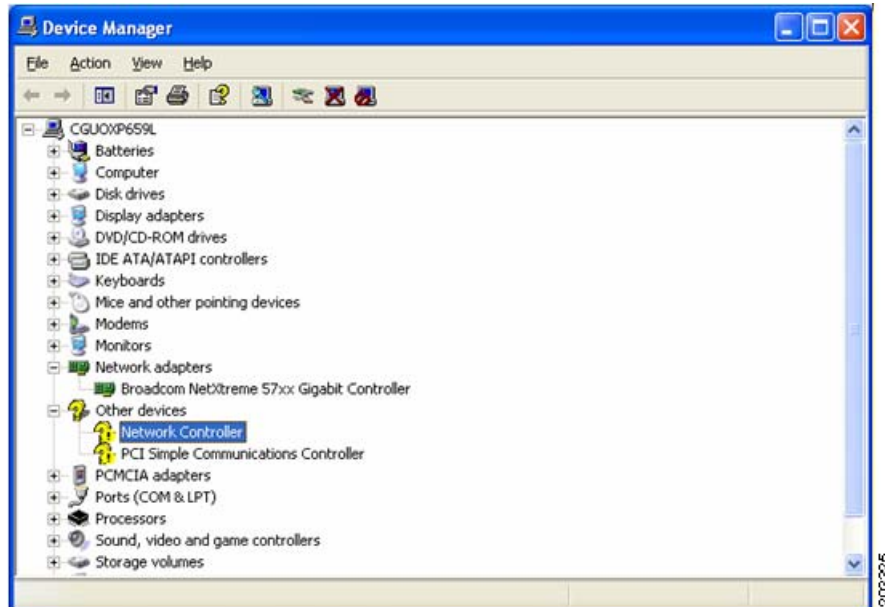 Device Manager
File Action View Help
CGUOXP659L
Batteries
Computer
Disk drives
Display adapters
DVD/CD-ROM drives
IDE ATA/ATAPI controllers
Keyboards
Mice and other pointing devices
Modems
Monitors
Network adapters
Broadcom NetXtreme 57xx Gigabit Controller
Other devices
Network Controller
PCI Simple Communications Controller
PCMCIA adapters
Ports (COM & LPT)
Processors
Sound, video and game controllers
Storage volumes